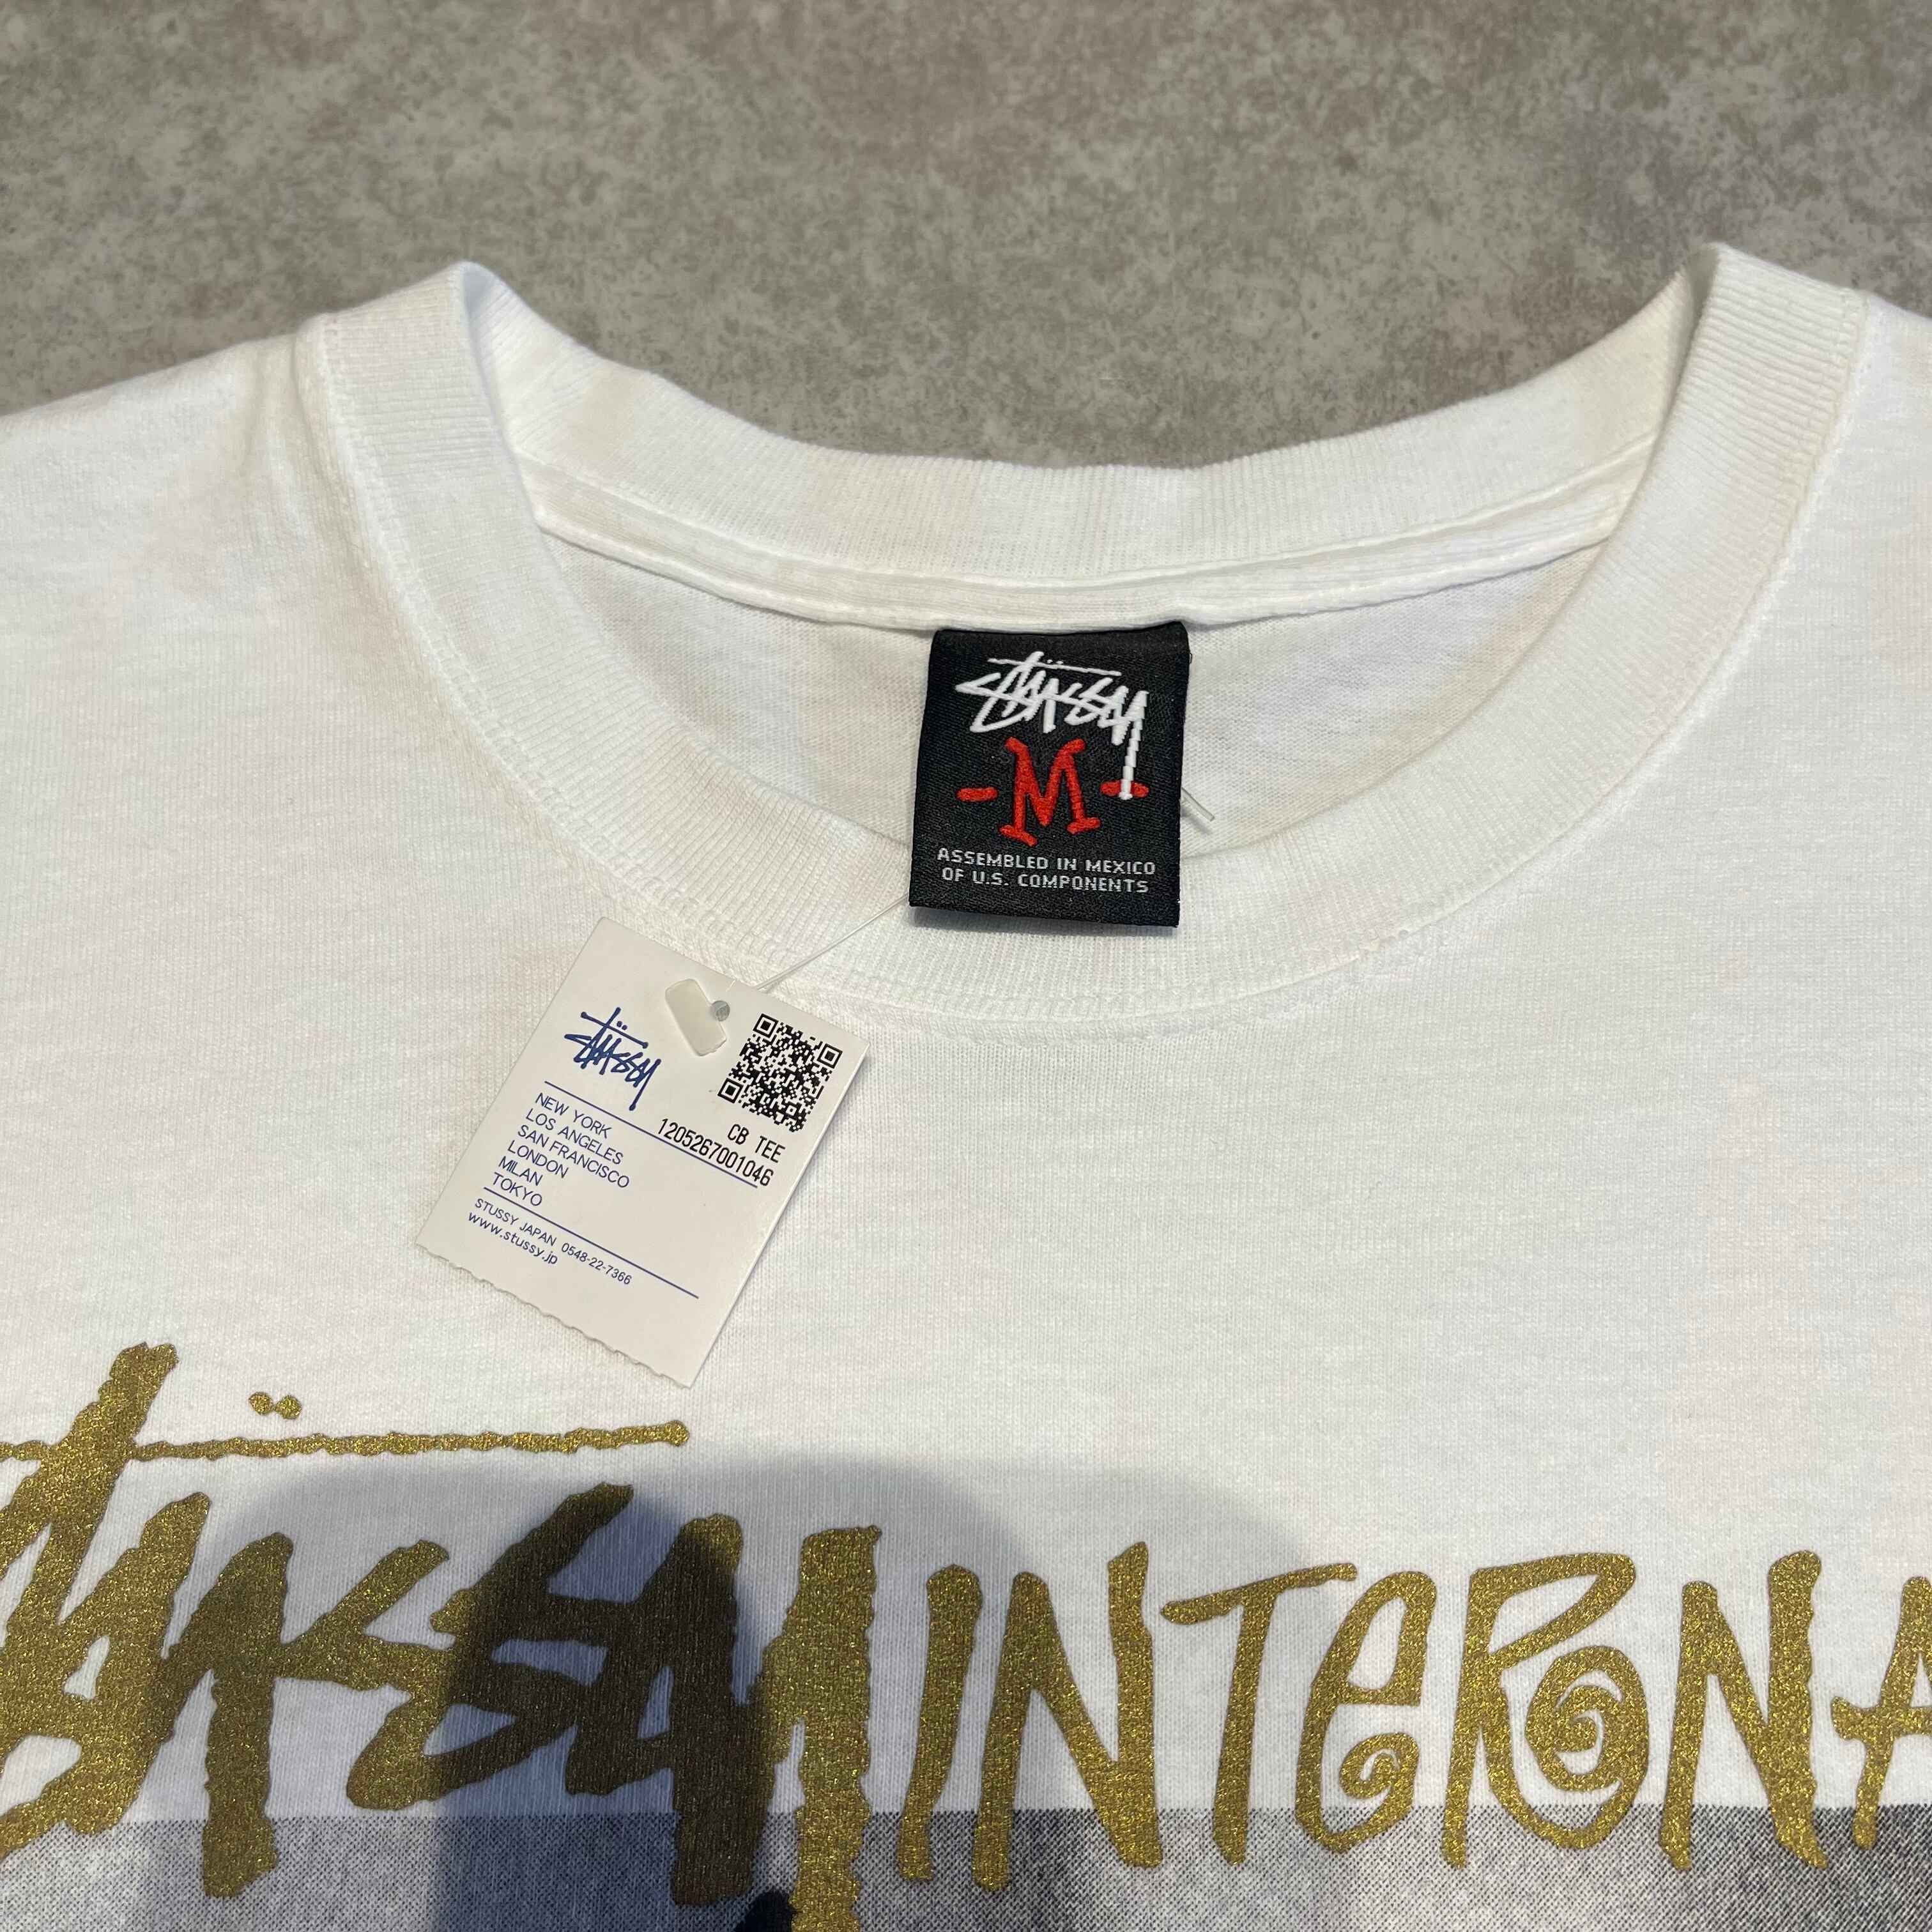 Stüssy
-M-
ASSEMBLED IN MEXICO
OF U.S. COMPONENTS
Stüssy
CB TEE
1205267001046
NEW YORK
LOS ANGELES
SAN FRANCISCO
LONDON
MILAN
TOKYO
STUSSY JAPAN 0548-22-7366
www.stussy.jp
Stüssy INTERNA